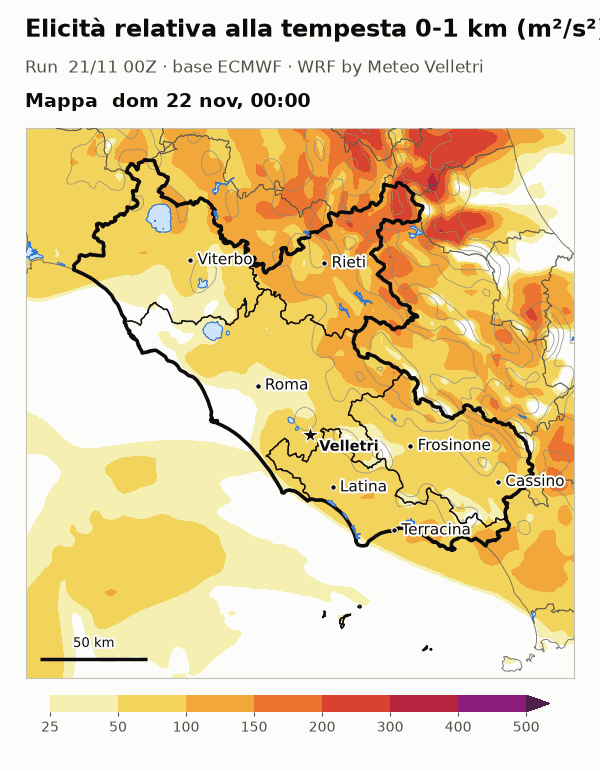 Elicità relativa alla tempesta 0-1 km (m²/s²)
Run 21/11 00Z · base ECMWF · WRF by Meteo Velletri
Mappa dom 22 nov, 00:00
Viterbo
Rieti
Roma
Velletri
Frosinone
Latina
Cassino
Terracina
50 km
25 50 100 150 200 300 400 500